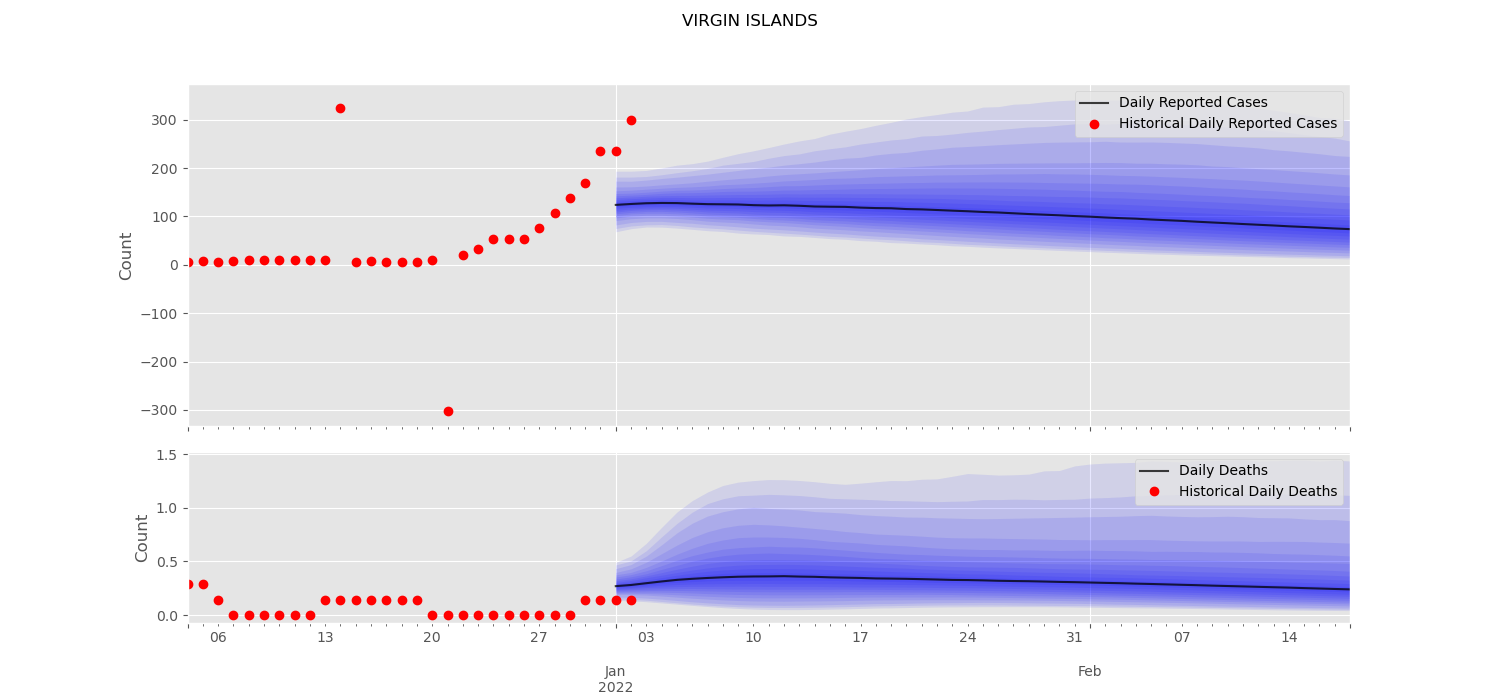 VIRGIN ISLANDS
Daily Reported Cases
Historical Daily Reported Cases
Count
300
200
100
0
−100
−200
−300
Daily Deaths
Historical Daily Deaths
Count
1.5
1.0
0.5
0.0
06 13 20 27 03 10 17 24 31 07 14
Jan Feb
2022